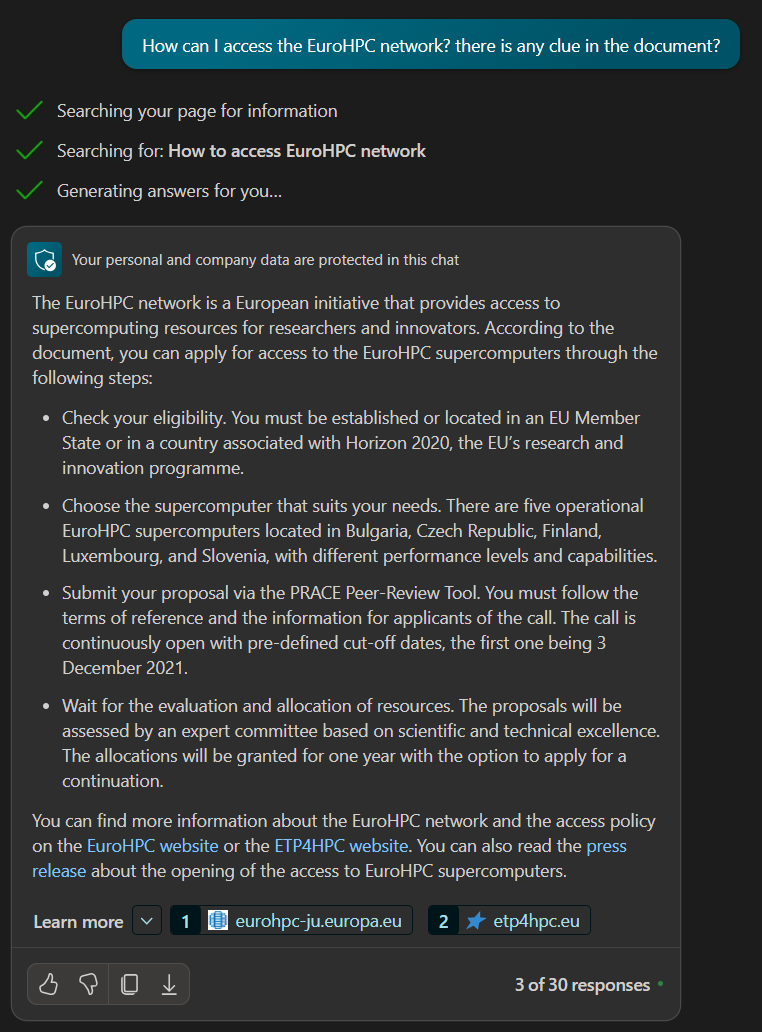 How can I access the EuroHPC network? there is any clue in the document?
Searching your page for information
Searching for: How to access EuroHPC network
Generating answers for you...
Your personal and company data are protected in this chat
The EuroHPC network is a European initiative that provides access to
supercomputing resources for researchers and innovators. According to the
document, you can apply for access to the EuroHPC supercomputers through the
following steps:
• Check your eligibility. You must be established or located in an EU Member
State or in a country associated with Horizon 2020, the EU’s research and
innovation programme.
• Choose the supercomputer that suits your needs. There are five operational
EuroHPC supercomputers located in Bulgaria, Czech Republic, Finland,
Luxembourg, and Slovenia, with different performance levels and capabilities.
• Submit your proposal via the PRACE Peer-Review Tool. You must follow the
terms of reference and the information for applicants of the call. The call is
continuously open with pre-defined cut-off dates, the first one being 3
December 2021.
• Wait for the evaluation and allocation of resources. The proposals will be
assessed by an expert committee based on scientific and technical excellence.
The allocations will be granted for one year with the option to apply for a
continuation.
You can find more information about the EuroHPC network and the access policy
on the EuroHPC website or the ETP4HPC website. You can also read the press
release about the opening of the access to EuroHPC supercomputers.
Learn more 1 eurohpc-ju.europa.eu 2 etp4hpc.eu
3 of 30 responses